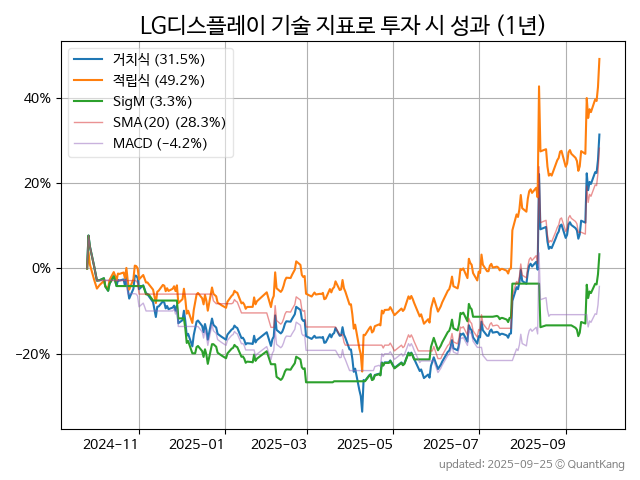 LG디스플레이 기술 지표로 투자 시 성과 (1년)
거치식 (31.5%)
적립식 (49.2%)
SigM (3.3%)
SMA(20) (28.3%)
MACD (−4.2%)
40%
20%
0%
−20%
2024-11 2025-01 2025-03 2025-05 2025-07 2025-09
updated: 2025-09-25 © QuantKang